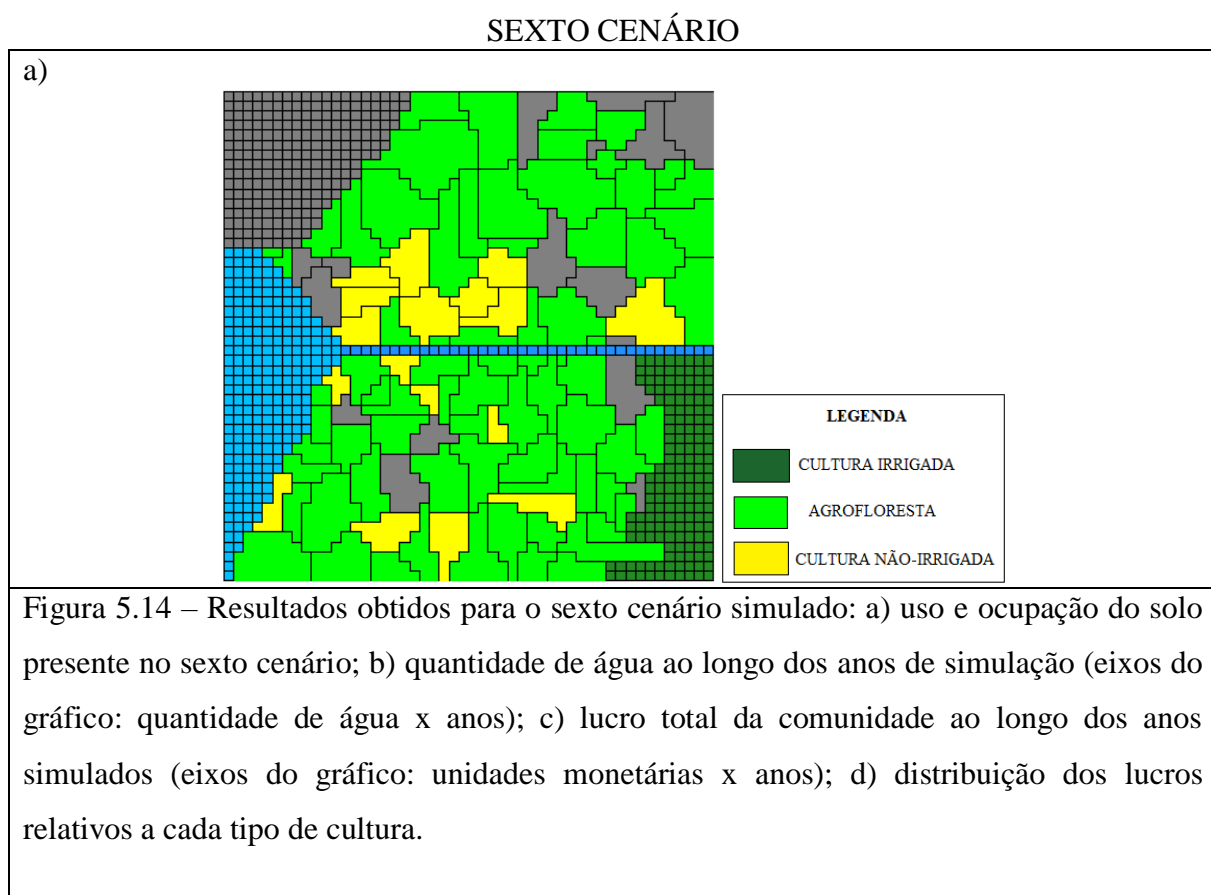 SEXTO CENÁRIO
a)
LEGENDA
CULTURA IRRIGADA
AGROFLORESTA
CULTURA NÃO-IRRIGADA
Figura 5.14 – Resultados obtidos para o sexto cenário simulado: a) uso e ocupação do solo
presente no sexto cenário; b) quantidade de água ao longo dos anos de simulação (eixos do
gráfico: quantidade de água x anos); c) lucro total da comunidade ao longo dos anos
simulados (eixos do gráfico: unidades monetárias x anos); d) distribuição dos lucros
relativos a cada tipo de cultura.